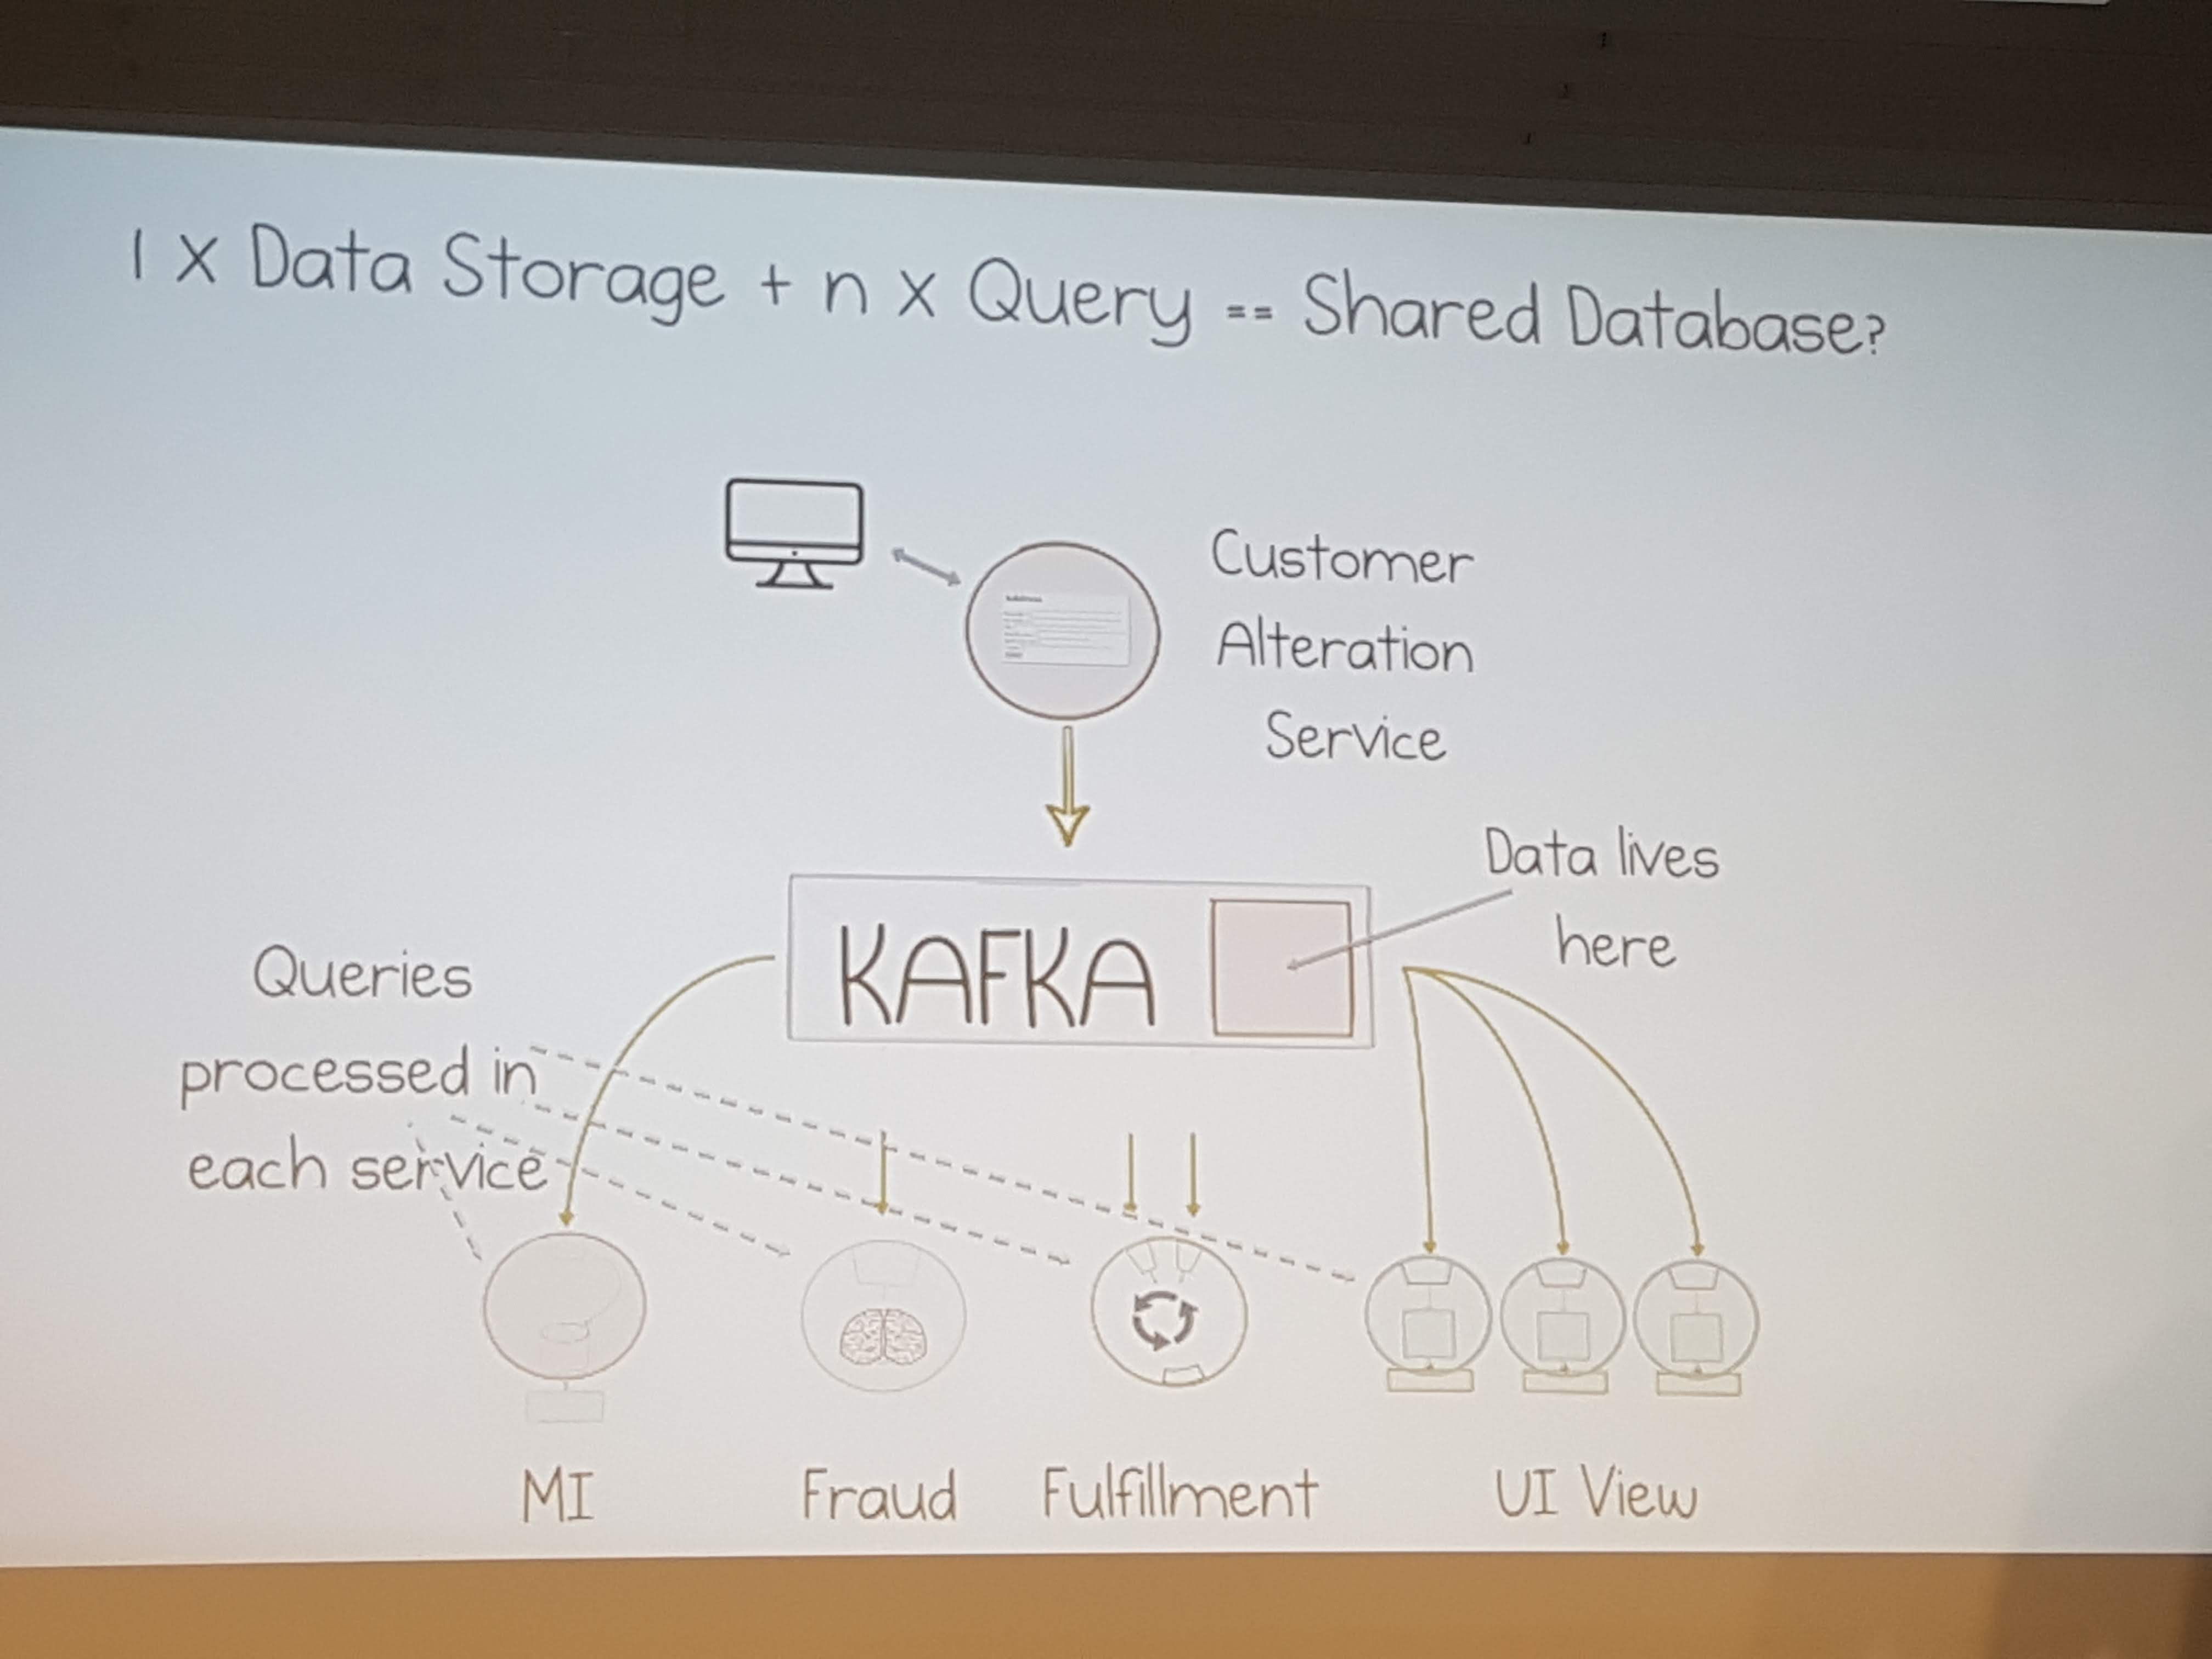 1 X Data Storage + n X Query == Shared Database?
Customer
Alteration
Service
Data lives
here
KAFKA
Queries
processed in
each service
MI
Fraud
Fulfillment
UI View